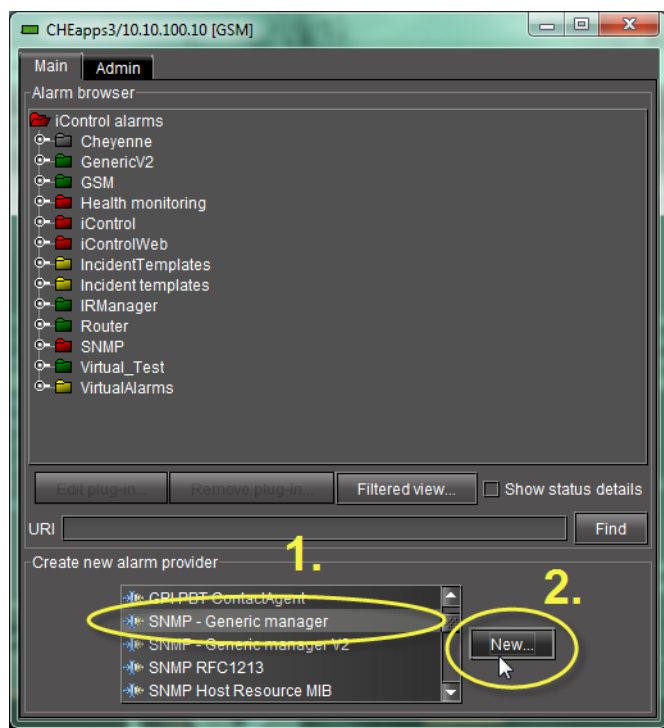 CHEapps3/10.10.100.10 [GSM]
Main Admin
Alarm browser
iControl alarms
Cheyenne
GenericV2
GSM
Health monitoring
iControl
iControlWeb
IncidentTemplates
Incident templates
IRManager
Router
SNMP
Virtual_Test
VirtualAlarms
Edit plug-in... Remove plug-in... Filtered view... Show status details
URI Find
Create new alarm provider
1.
2.
GPI PBT ContactAgent
SNMP - Generic manager
SNMP - Generic manager V2
SNMP RFC1213
SNMP Host Resource MIB
New...